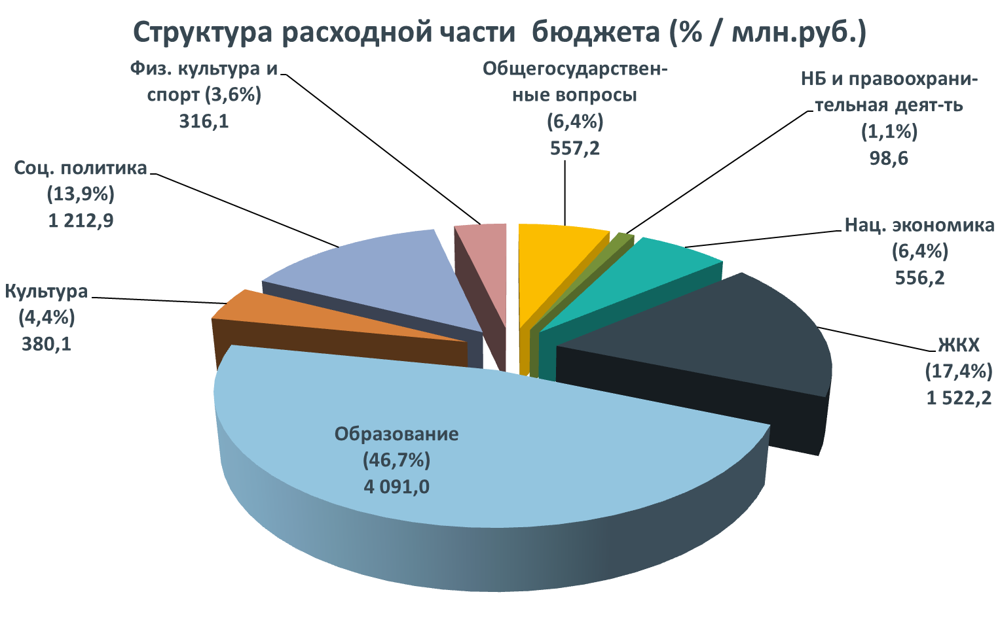 Структура расходной части бюджета (% / млн.руб.)
Физ. культура и
спорт (3,6%)
316,1
Общегосударствен-
ные вопросы
(6,4%)
557,2
НБ и правоохрани-
тельная деят-ть
(1,1%)
98,6
Соц. политика
(13,9%)
1 212,9
Нац. экономика
(6,4%)
556,2
Культура
(4,4%)
380,1
ЖКХ
(17,4%)
1 522,2
Образование
(46,7%)
4 091,0